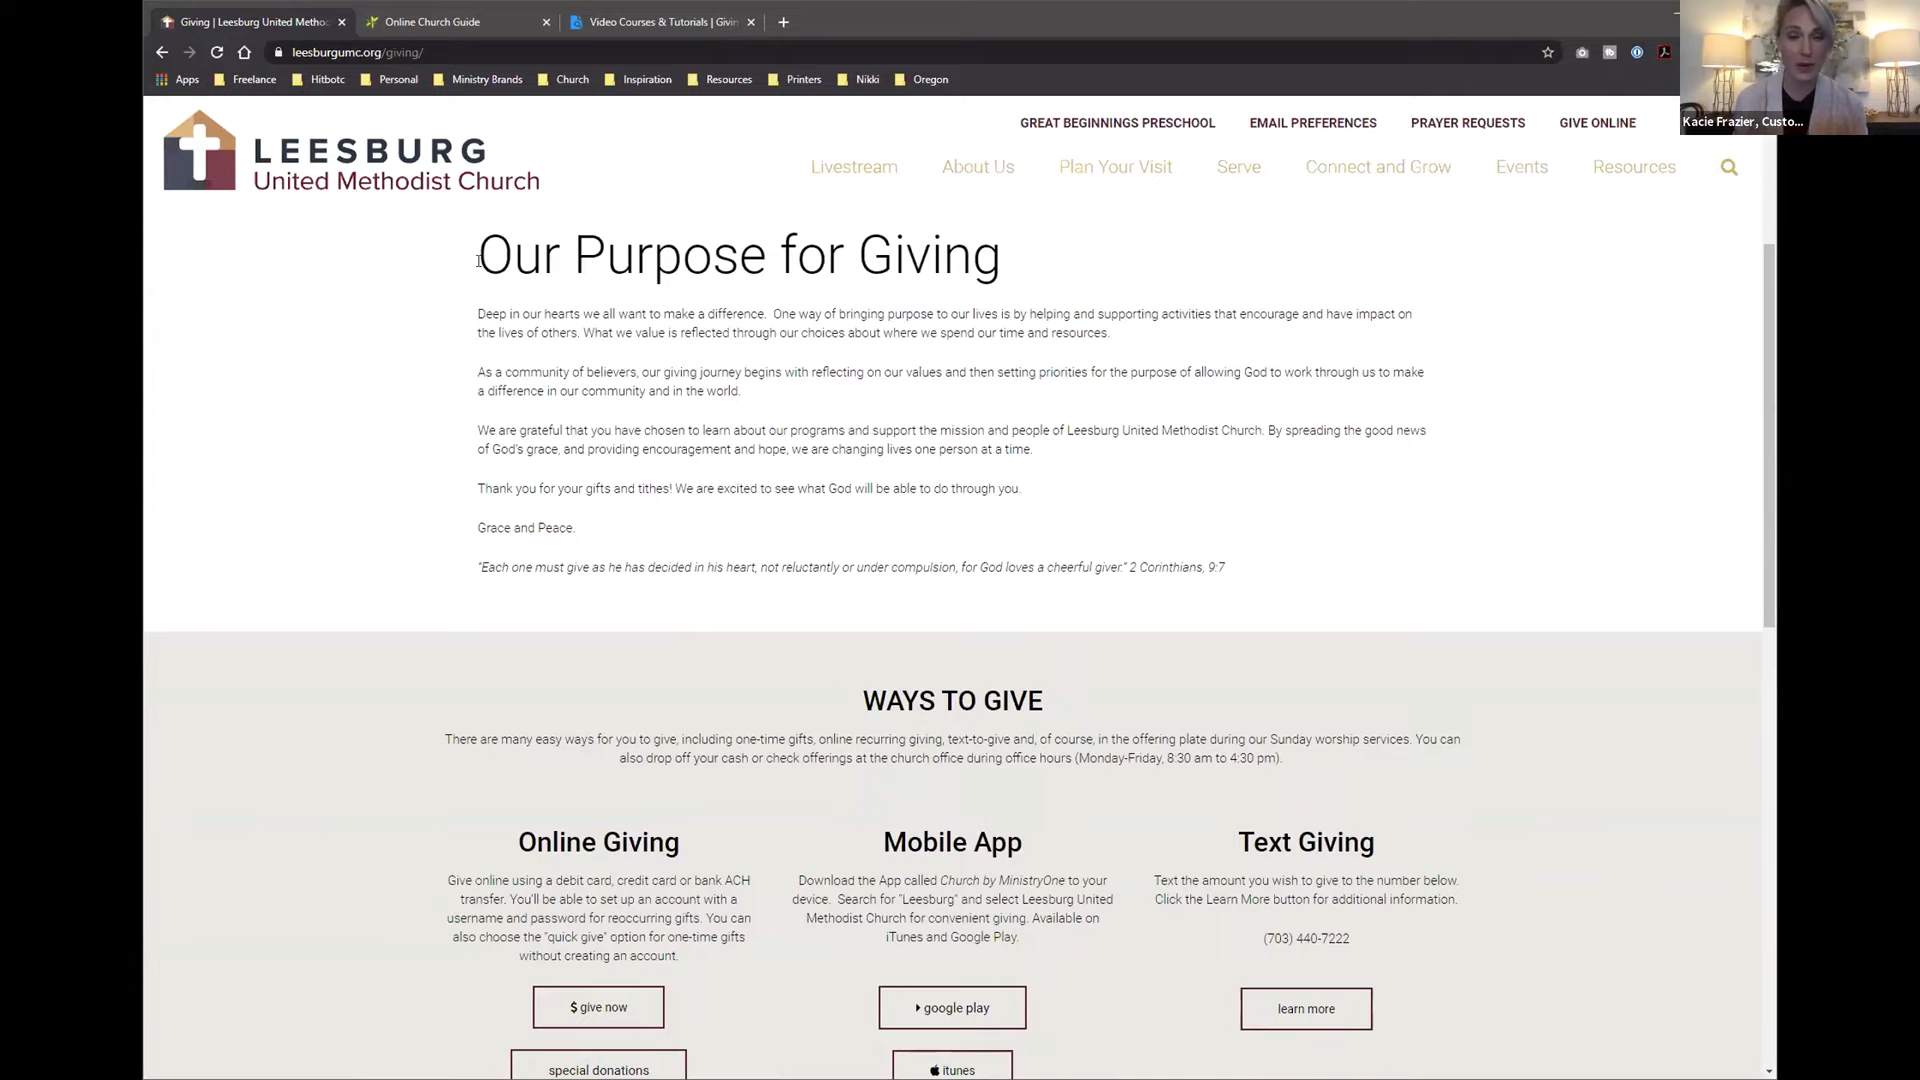 Giving | Leesburg United Methodi
Online Church Guide
Video Courses & Tutorials | Givin
leesburgumc.org/giving/
Apps Freelance Hitbotc Personal Ministry Brands Church Inspiration Resources Printers Nikki Oregon
Kacie Frazier, Custo...
GREAT BEGINNINGS PRESCHOOL EMAIL PREFERENCES PRAYER REQUESTS GIVE ONLINE
LEESBURG
United Methodist Church
Livestream About Us Plan Your Visit Serve Connect and Grow Events Resources
Our Purpose for Giving
Deep in our hearts we all want to make a difference. One way of bringing purpose to our lives is by helping and supporting activities that encourage and have impact on
the lives of others. What we value is reflected through our choices about where we spend our time and resources.
As a community of believers, our giving journey begins with reflecting on our values and then setting priorities for the purpose of allowing God to work through us to make
a difference in our community and in the world.
We are grateful that you have chosen to learn about our programs and support the mission and people of Leesburg United Methodist Church. By spreading the good news
of God's grace, and providing encouragement and hope, we are changing lives one person at a time.
Thank you for your gifts and tithes! We are excited to see what God will be able to do through you.
Grace and Peace.
"Each one must give as he has decided in his heart, not reluctantly or under compulsion, for God loves a cheerful giver." 2 Corinthians, 9:7
WAYS TO GIVE
There are many easy ways for you to give, including one-time gifts, online recurring giving, text-to-give and, of course, in the offering plate during our Sunday worship services. You can
also drop off your cash or check offerings at the church office during office hours (Monday-Friday, 8:30 am to 4:30 pm).
Online Giving
Give online using a debit card, credit card or bank ACH
transfer. You'll be able to set up an account with a
username and password for reoccurring gifts. You can
also choose the "quick give" option for one-time gifts
without creating an account.
$ give now
special donations
Mobile App
Download the App called Church by MinistryOne to your
device. Search for "Leesburg" and select Leesburg United
Methodist Church for convenient giving. Available on
iTunes and Google Play.
google play
itunes
Text Giving
Text the amount you wish to give to the number below.
Click the Learn More button for additional information.
(703) 440-7222
learn more